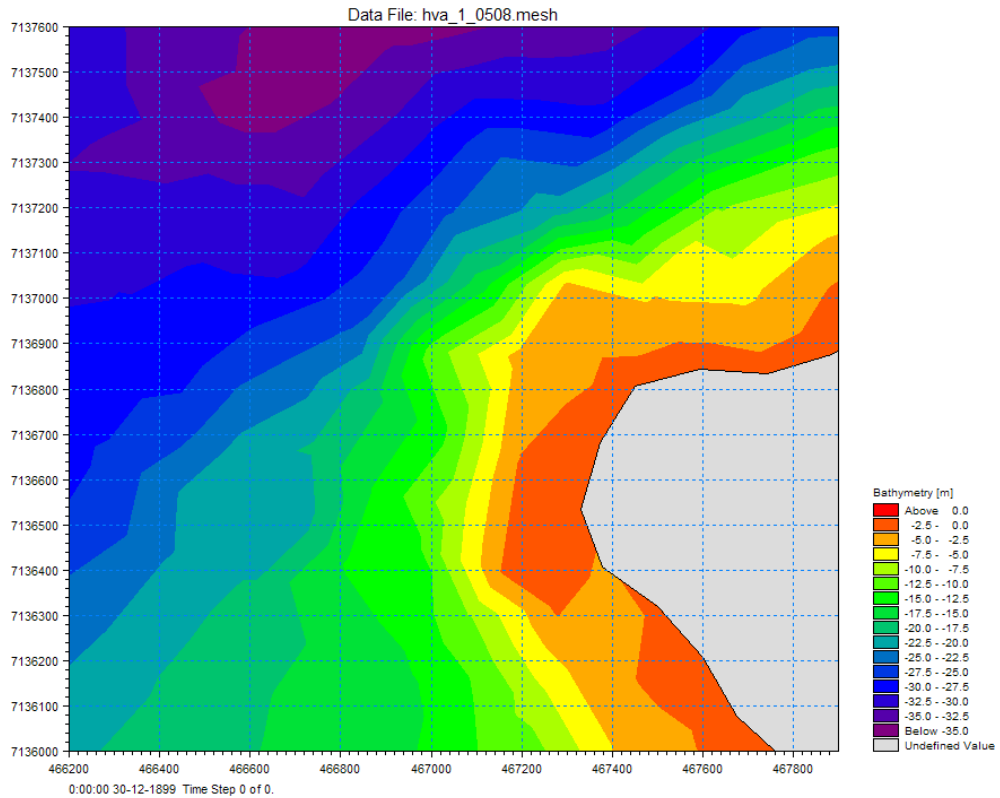 Data File: hva_1_0508.mesh
7137600
7137500
7137400
7137300
7137200
7137100
7137000
7136900
7136800
7136700
7136600
7136500
7136400
7136300
7136200
7136100
7136000
466200 466400 466600 466800 467000 467200 467400 467600 467800
0:00:00 30-12-1899 Time Step 0 of 0.
Bathymetry [m]
Above 0.0
-2.5 - 0.0
-5.0 - -2.5
-7.5 - -5.0
-10.0 - -7.5
-12.5 - -10.0
-15.0 - -12.5
-17.5 - -15.0
-20.0 - -17.5
-22.5 - -20.0
-25.0 - -22.5
-27.5 - -25.0
-30.0 - -27.5
-32.5 - -30.0
-35.0 - -32.5
Below -35.0
Undefined Value